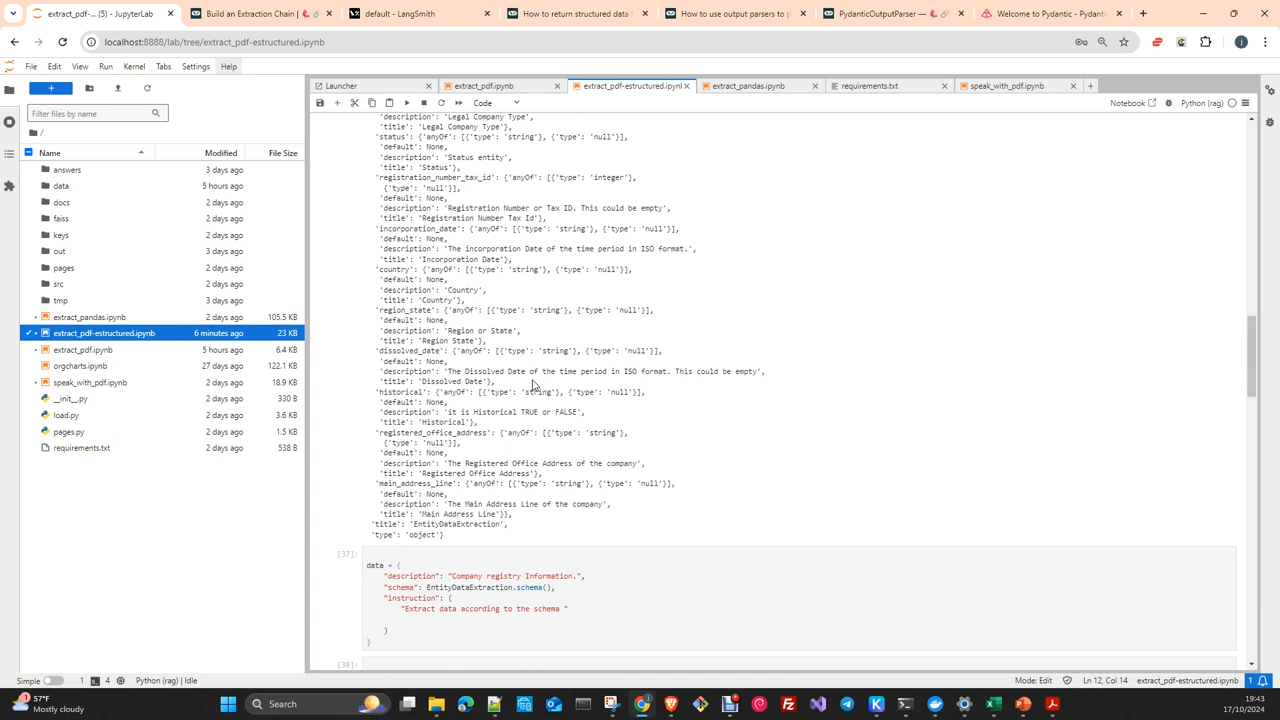 extract_pdf-... (4) - JupyterLab
Build an Extraction Chain |
default - LangSmith
How to return structured data f
How to use output parsers to p
PydanticOutputParser —
Welcome to Pydantic - Pydanti
localhost:8888/lab/tree/extract_pdf-estructured.ipynb
File Edit View Run Kernel Tabs Settings Help
Launcher
extract_pdf.ipynb
extract_pdf-estructured.ipynl
extract_pandas.ipynb
requirements.txt
speak_with_pdf.ipynb
Code
Notebook
Python (rag)
Filter files by name
/
Name Modified File Size
answers 3 days ago
data 5 hours ago
docs 2 days ago
faiss 2 days ago
keys 2 days ago
out 3 days ago
pages 2 days ago
src 2 days ago
tmp 3 days ago
extract_pandas.ipynb 2 days ago 105.5 KB
extract_pdf-estructured.ipynb 6 minutes ago 23 KB
extract_pdf.ipynb 5 hours ago 6.4 KB
orgcharts.ipynb 27 days ago 122.1 KB
speak_with_pdf.ipynb 2 days ago 18.9 KB
__init__.py 2 days ago 330 B
load.py 2 days ago 3.6 KB
pages.py 2 days ago 1.5 KB
requirements.txt 2 days ago 538 B
'description': 'Legal Company Type',
'title': 'Legal Company Type'},
'status': {'anyOf': [{'type': 'string'}, {'type': 'null'}],
'default': None,
'description': 'Status entity',
'title': 'Status'},
'registration_number_tax_id': {'anyOf': [{'type': 'integer'},
{'type': 'null'}],
'default': None,
'description': 'Registration Number or Tax ID. This could be empty',
'title': 'Registration Number Tax Id'},
'incorporation_date': {'anyOf': [{'type': 'string'}, {'type': 'null'}],
'default': None,
'description': 'The incorporation Date of the time period in ISO format.',
'title': 'Incorporation Date'},
'country': {'anyOf': [{'type': 'string'}, {'type': 'null'}],
'default': None,
'description': 'Country',
'title': 'Country'},
'region_state': {'anyOf': [{'type': 'string'}, {'type': 'null'}],
'default': None,
'description': 'Region or State',
'title': 'Region State'},
'dissolved_date': {'anyOf': [{'type': 'string'}, {'type': 'null'}],
'default': None,
'description': 'The Dissolved Date of the time period in ISO format. This could be empty',
'title': 'Dissolved Date'},
'historical': {'anyOf': [{'type': 'string'}, {'type': 'null'}],
'default': None,
'description': 'it is Historical TRUE or FALSE',
'title': 'Historical'},
'registered_office_address': {'anyOf': [{'type': 'string'},
{'type': 'null'}],
'default': None,
'description': 'The Registered Office Address of the company',
'title': 'Registered Office Address'},
'main_address_line': {'anyOf': [{'type': 'string'}, {'type': 'null'}],
'default': None,
'description': 'The Main Address Line of the company',
'title': 'Main Address Line'}},
'title': 'EntityDataExtraction',
'type': 'object'}
[37]:
data = {
"description": "Company registry Information.",
"schema": EntityDataExtraction.schema(),
"instruction": (
"Extract data according to the schema "
)
}
[38]:
Simple 1 4 Python (rag) | Idle
Mode: Edit Ln 12, Col 14 extract_pdf-estructured.ipynb 1
57°F
Mostly cloudy
Search
19:43
17/10/2024